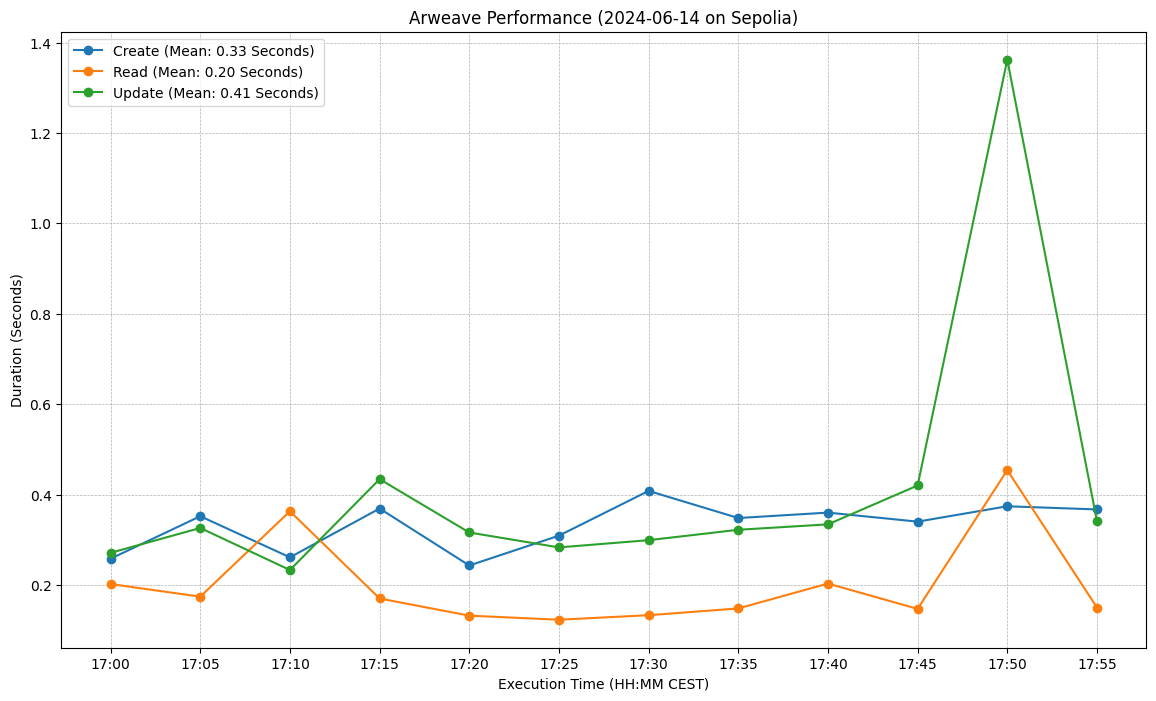 Arweave Performance (2024-06-14 on Sepolia)
Create (Mean: 0.33 Seconds)
Read (Mean: 0.20 Seconds)
Update (Mean: 0.41 Seconds)
Duration (Seconds)
1.4
1.2
1.0
0.8
0.6
0.4
0.2
17:00 17:05 17:10 17:15 17:20 17:25 17:30 17:35 17:40 17:45 17:50 17:55
Execution Time (HH:MM CEST)